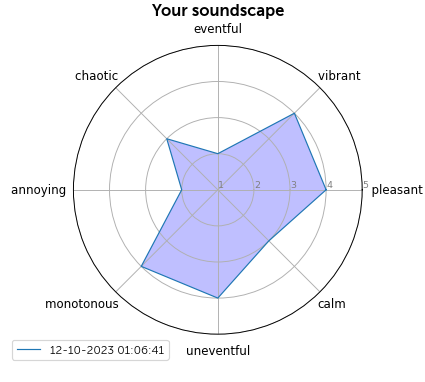 Your soundscape
eventful
chaotic
vibrant
annoying
1
2
3
4
5
pleasant
monotonous
calm
uneventful
12-10-2023 01:06:41